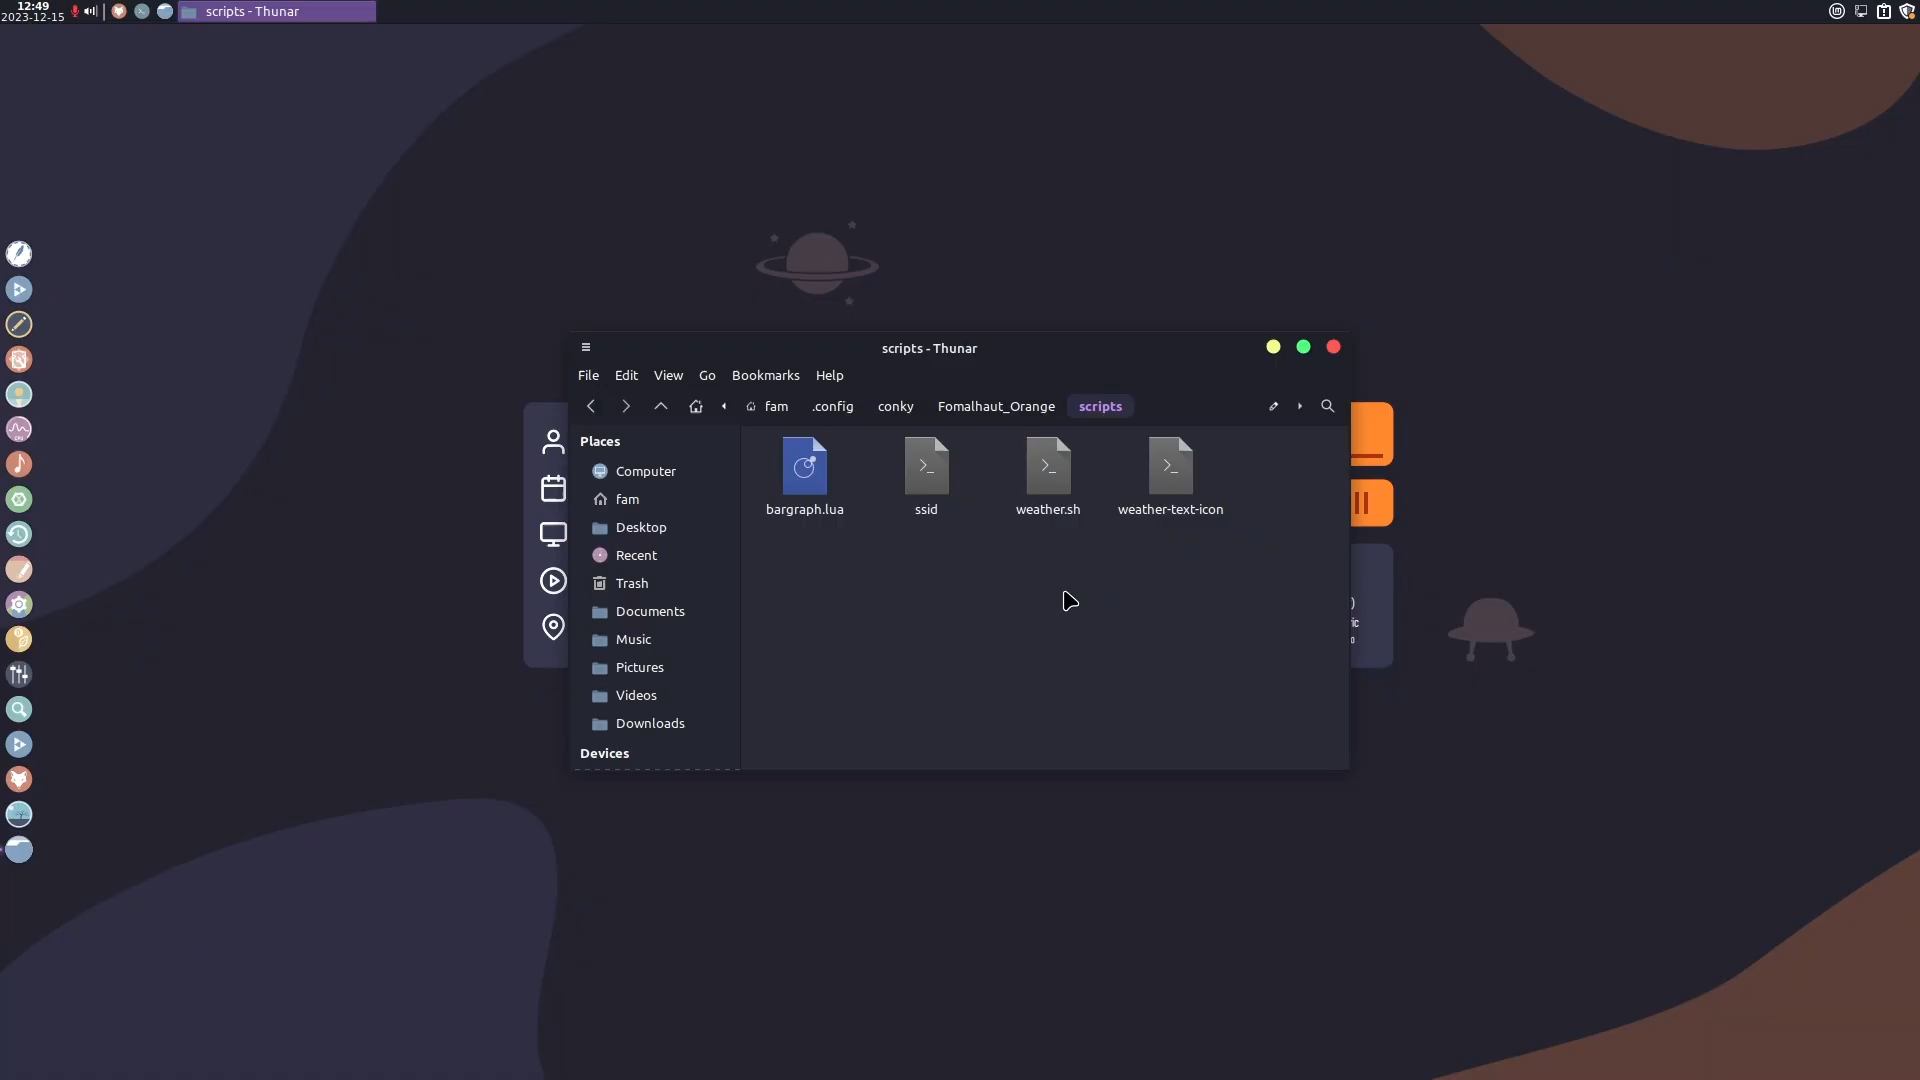 12:49
2023-12-15
scripts - Thunar
scripts - Thunar
File Edit View Go Bookmarks Help
fam .config conky Fomalhaut_Orange scripts
Places
Computer
fam
Desktop
Recent
Trash
Documents
Music
Pictures
Videos
Downloads
Devices
bargraph.lua ssid weather.sh weather-text-icon
)
ic